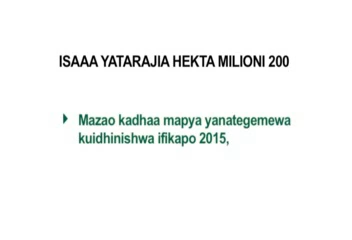 ISAAA YATARAJIA HEKTA MILIONI 200
Mazao kadhaa mapya yanategemewa
kuidhinishwa ifikapo 2015,